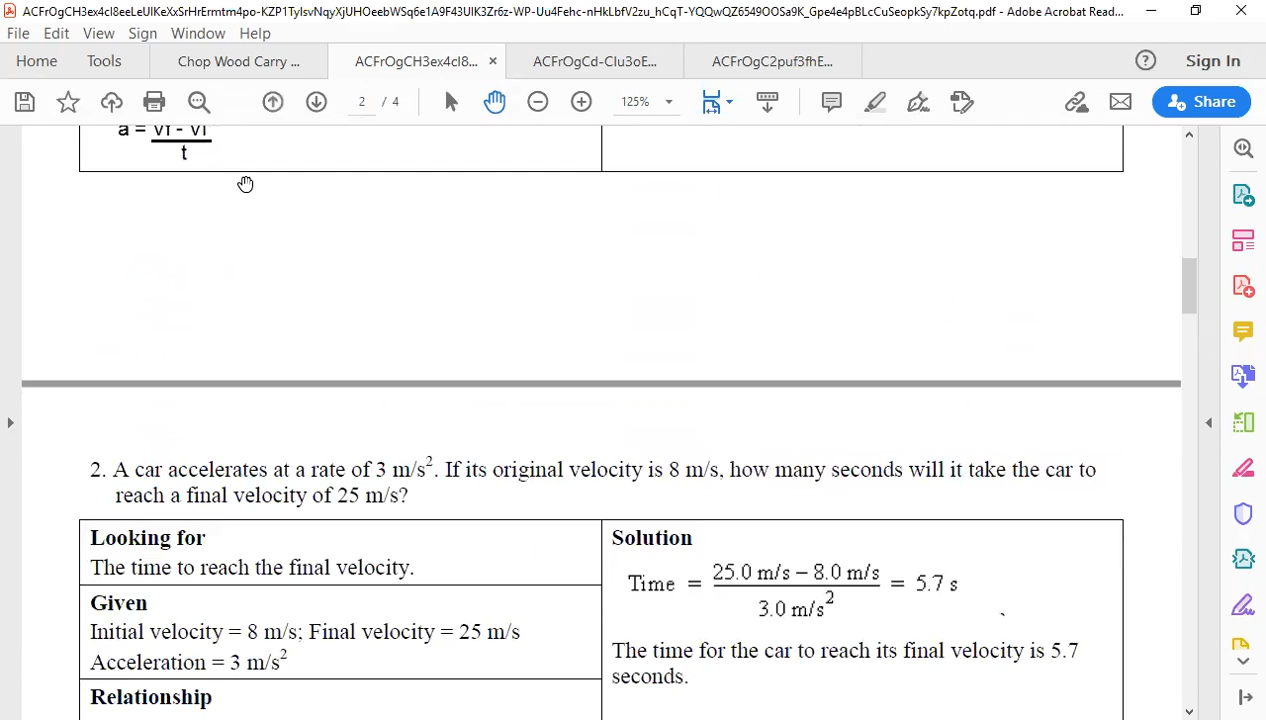 ACFrOgCH3ex4cl8eeLeUlKeXxSrHrErmtm4po-KZP1TyIsvNqyXjUHOeebWSq6e1A9F43UlK3Zr6z-WP-Uu4Fehc-nHkLbfV2zu_hCqT-YQQwQZ6549OOSa9K_Gpe4e4pBLcCuSeopkSy7kpZotq.pdf - Adobe Acrobat Read...
File Edit View Sign Window Help
Home Tools Chop Wood Carry ... ACFrOgCH3ex4cl8... × ACFrOgCd-CIu3oE... ACFrOgC2puf3fhE... Sign In
2 / 4 125% Share
a = Vf - Vi
t
2. A car accelerates at a rate of 3 m/s². If its original velocity is 8 m/s, how many seconds will it take the car to
reach a final velocity of 25 m/s?
Looking for
The time to reach the final velocity.
Given
Initial velocity = 8 m/s; Final velocity = 25 m/s
Acceleration = 3 m/s²
Relationship
Solution
Time = 25.0 m/s – 8.0 m/s = 5.7 s
3.0 m/s²
The time for the car to reach its final velocity is 5.7
seconds.